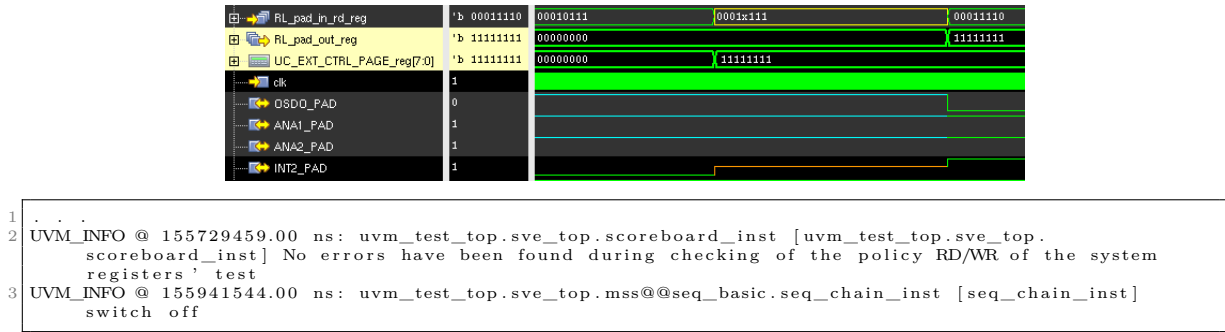 RL_pad_in_rd_reg 'b 00011110 00010111 0001x111 00011110
RL_pad_out_reg 'b 11111111 00000000 11111111
UC_EXT_CTRL_PAGE_reg[7:0] 'b 11111111 00000000 11111111
clk 1
OSDO_PAD 0
ANA1_PAD 1
ANA2_PAD 1
INT2_PAD 1
1 . . .
2 UVM_INFO @ 155729459.00 ns: uvm_test_top.sve_top.scoreboard_inst [uvm_test_top.sve_top.
scoreboard_inst] No errors have been found during checking of the policy RD/WR of the system
registers' test
3 UVM_INFO @ 155941544.00 ns: uvm_test_top.sve_top.mss@@seq_basic.seq_chain_inst [seq_chain_inst]
switch off